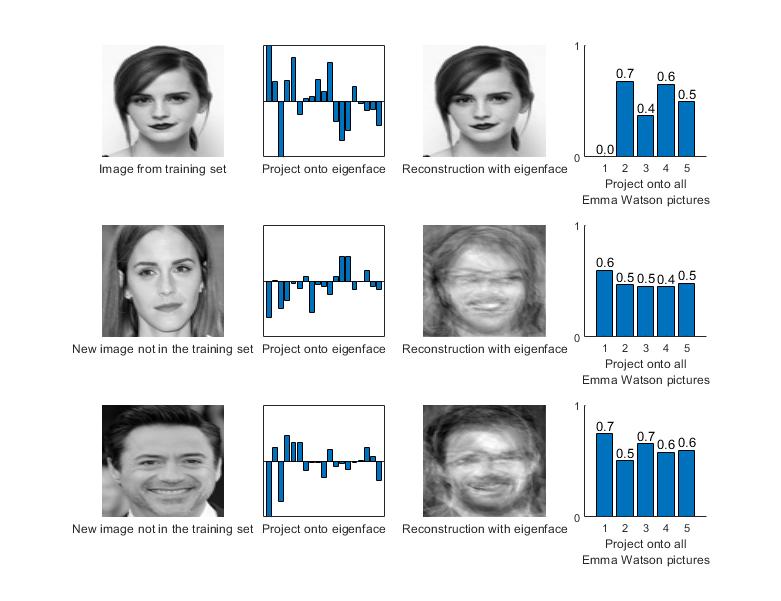 1
0.7
0.6
0.5
0.4
0.0
0
1 2 3 4 5
Image from training set
Project onto eigenface
Reconstruction with eigenface
Project onto all
Emma Watson pictures
1
0.6
0.5 0.5 0.4 0.5
0
1 2 3 4 5
New image not in the training set
Project onto eigenface
Reconstruction with eigenface
Project onto all
Emma Watson pictures
1
0.7
0.5
0.7
0.6 0.6
0
1 2 3 4 5
New image not in the training set
Project onto eigenface
Reconstruction with eigenface
Project onto all
Emma Watson pictures